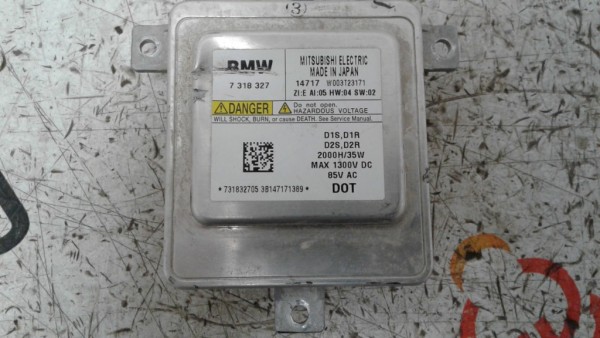 (3)
BMW
7 318 327
MITSUBISHI ELECTRIC
MADE IN JAPAN
14717 W003T23171
ZI:E AI:05 HW:04 SW:02
DANGER
Do not open.
HAZARDOUS VOLTAGE
WILL SHOCK, BURN, or cause DEATH. See Service Manual.
D1S,D1R
D2S,D2R
2000H/35W
MAX 1300V DC
85V AC
*731832705 3B147171389*
DOT